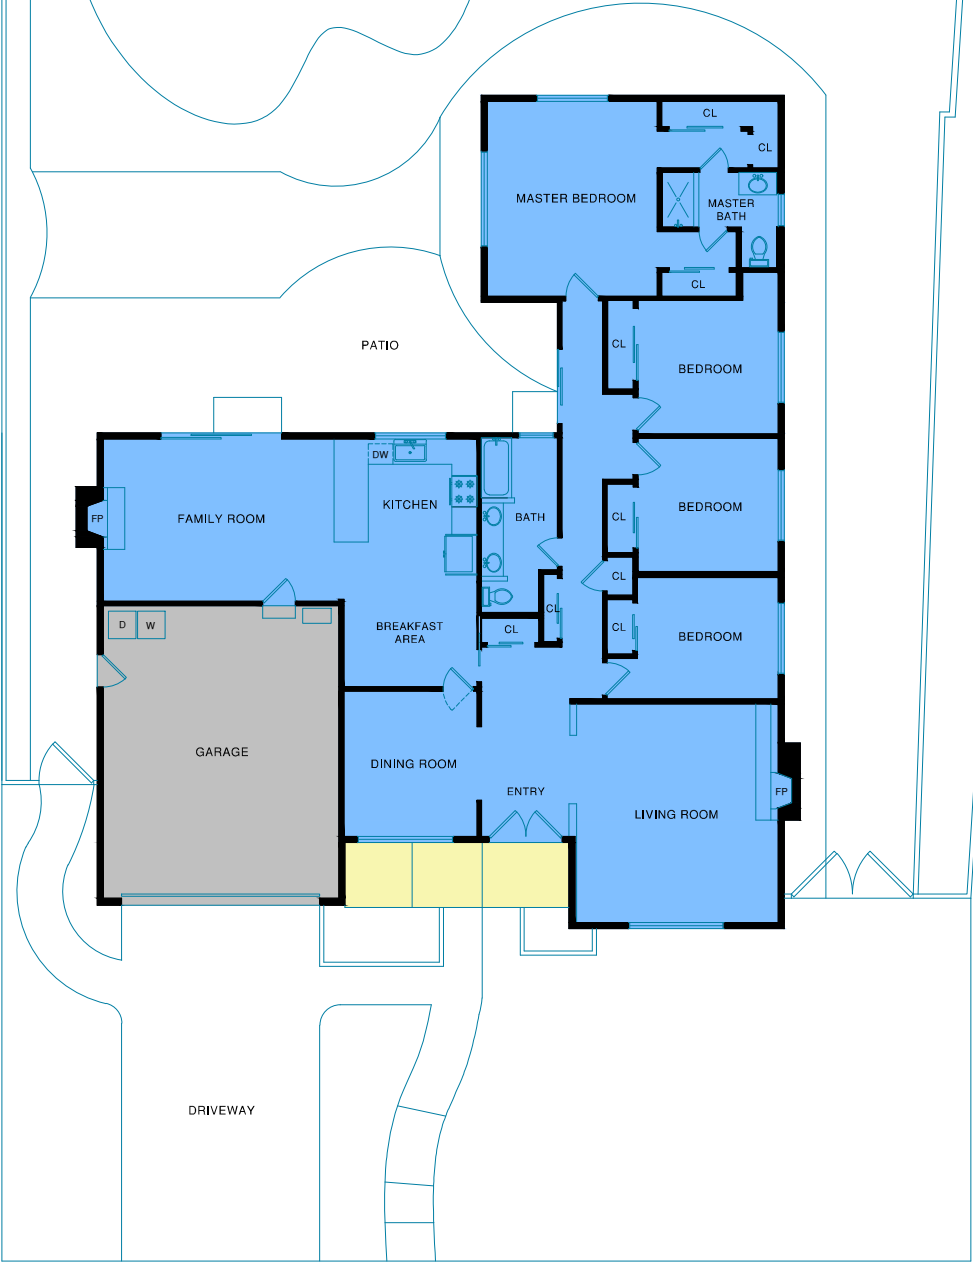 CL
CL
MASTER BEDROOM
MASTER
BATH
CL
PATIO
CL
BEDROOM
DW
KITCHEN
FP
FAMILY ROOM
BATH
CL
BEDROOM
CL
CL
D
W
BREAKFAST
AREA
CL
CL
BEDROOM
GARAGE
DINING ROOM
ENTRY
FP
LIVING ROOM
DRIVEWAY